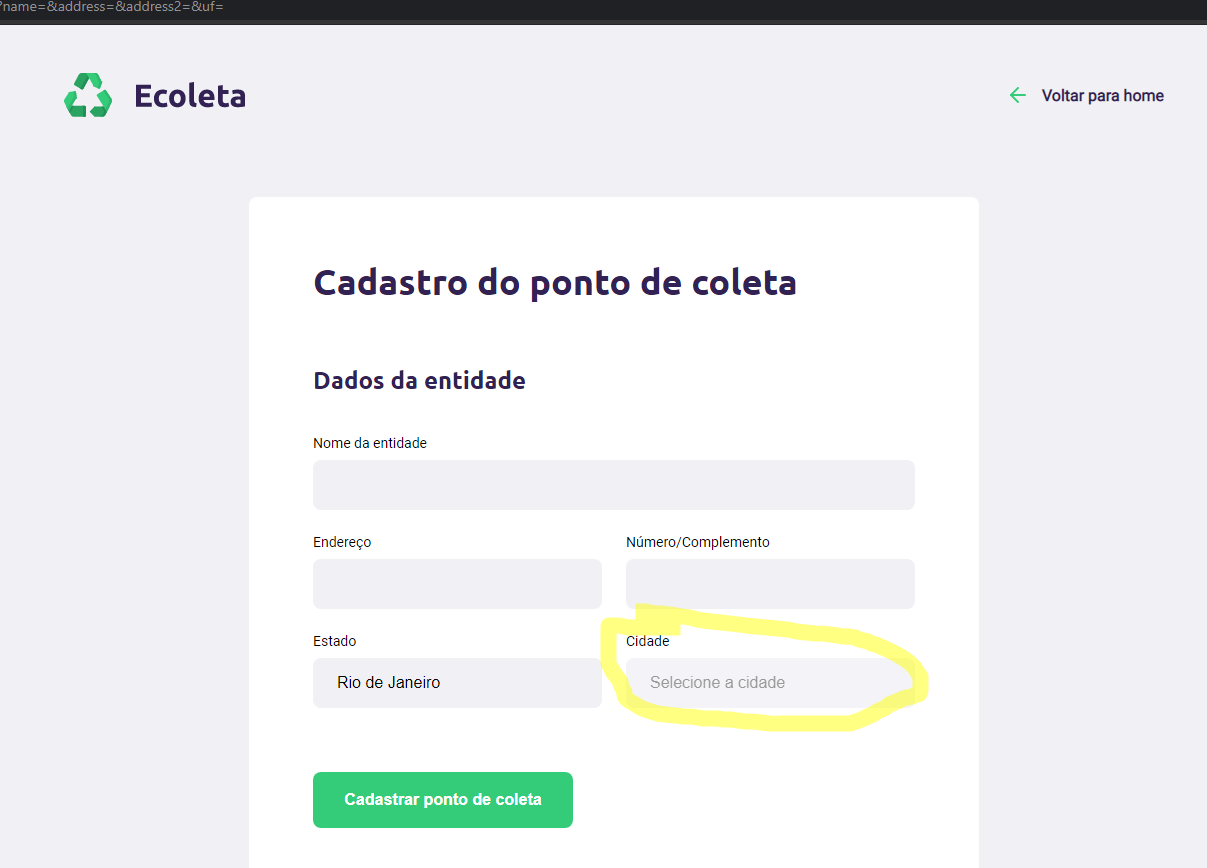 ?name=&address=&address2=&uf=
Ecoleta
Voltar para home
Cadastro do ponto de coleta
Dados da entidade
Nome da entidade
Endereço
Número/Complemento
Estado
Cidade
Rio de Janeiro
Selecione a cidade
Cadastrar ponto de coleta